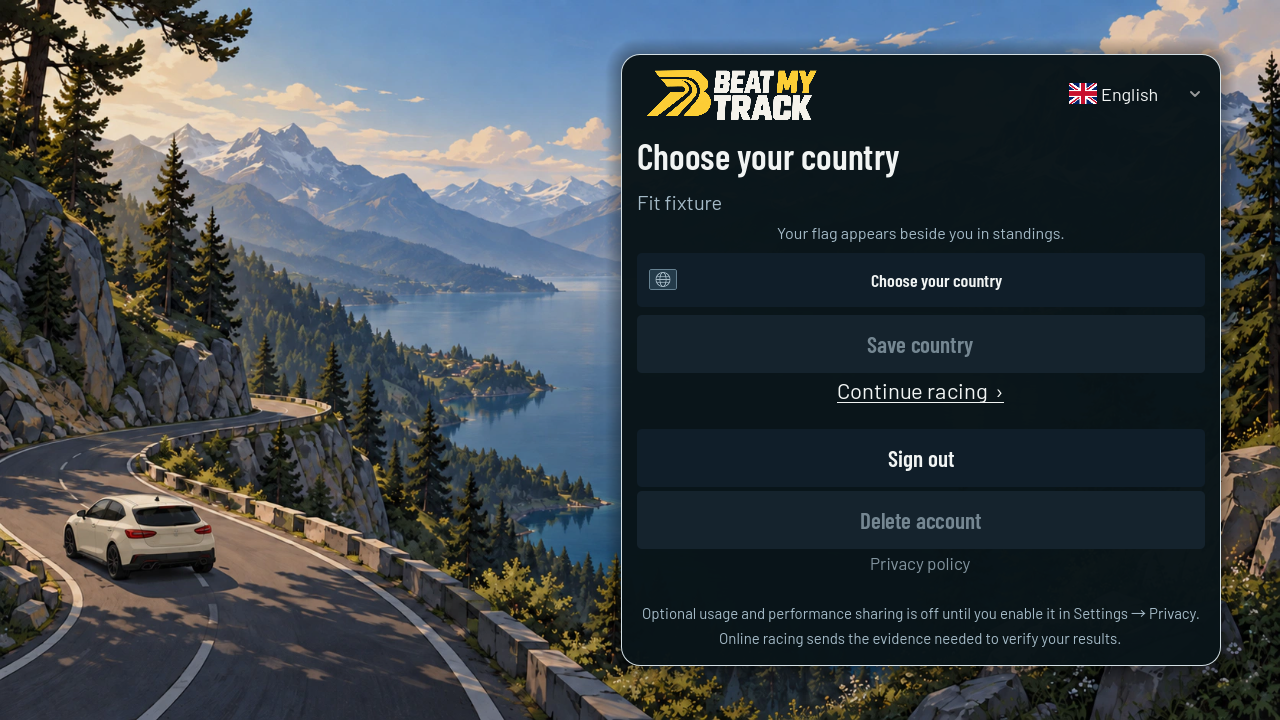 BEAT MY
TRACK
English
Choose your country
Fit fixture
Your flag appears beside you in standings.
Choose your country
Save country
Continue racing ›
Sign out
Delete account
Privacy policy
Optional usage and performance sharing is off until you enable it in Settings → Privacy.
Online racing sends the evidence needed to verify your results.